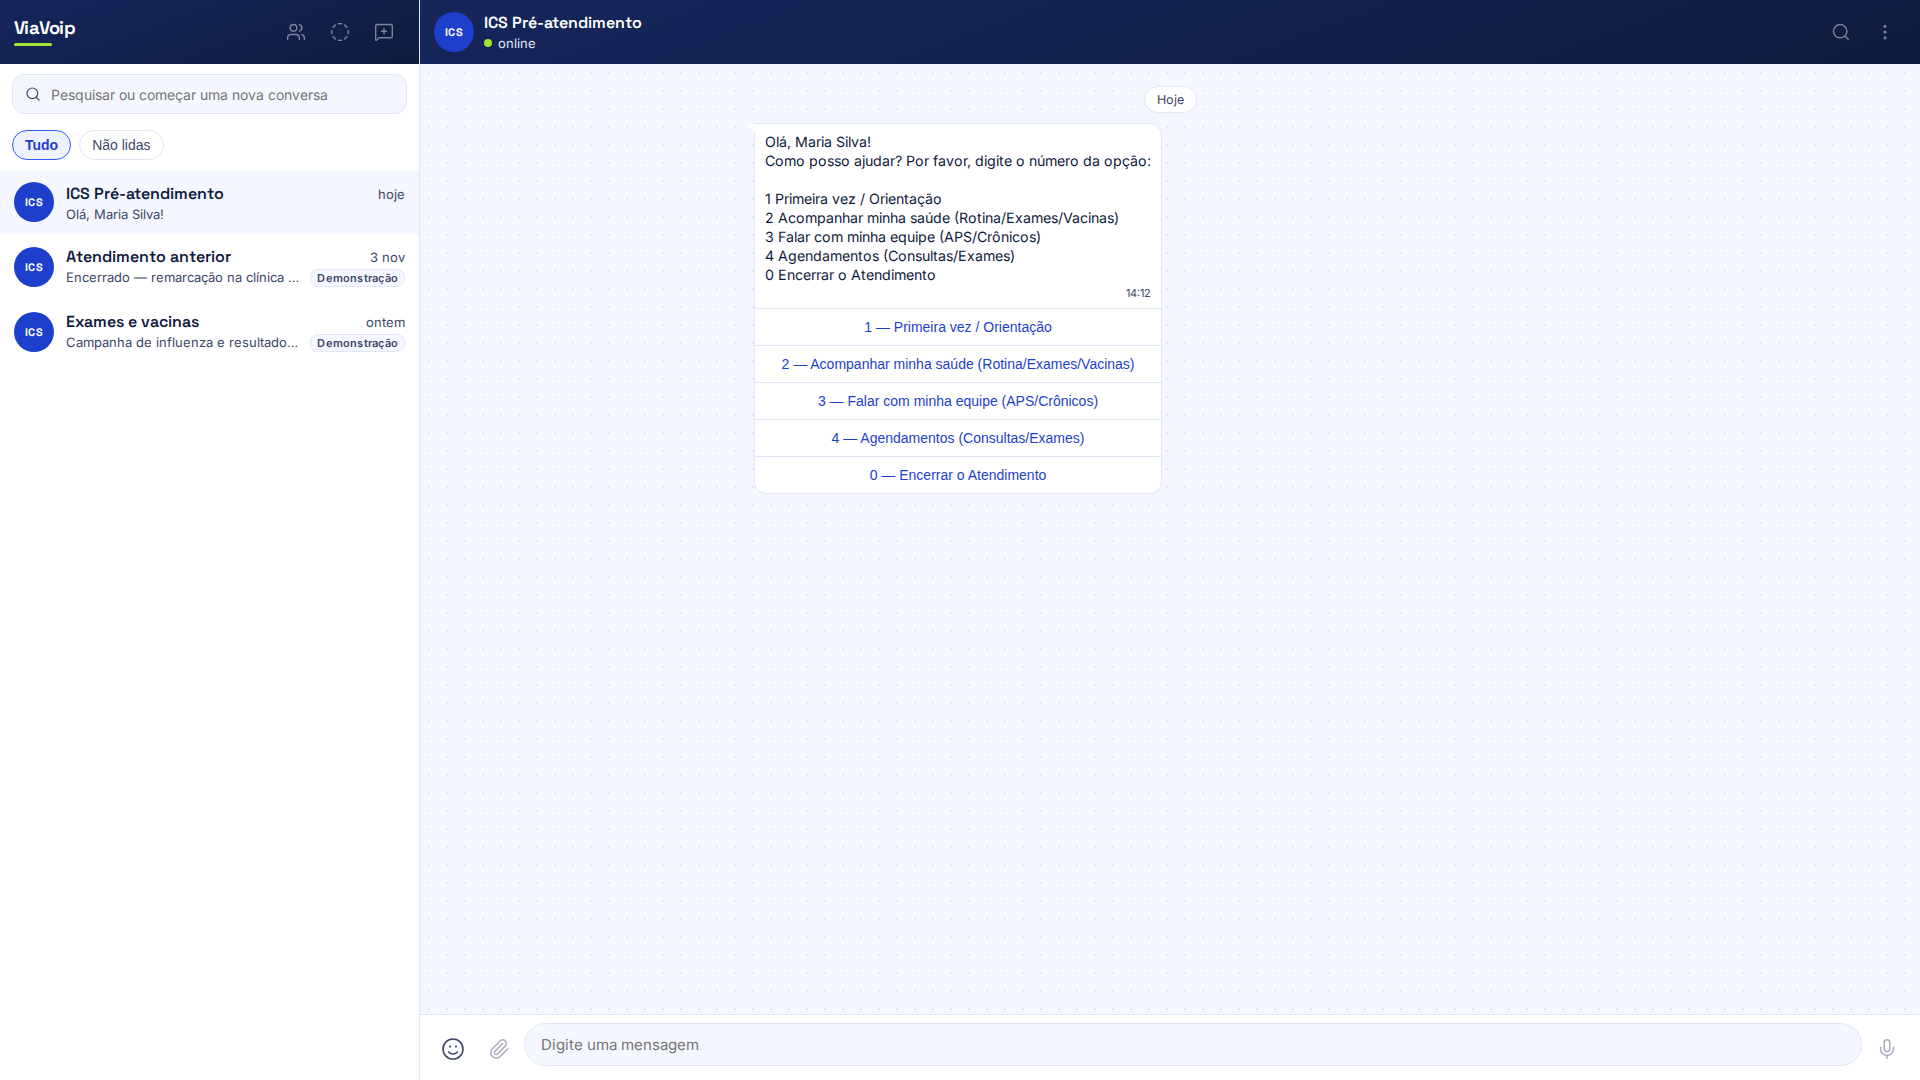 ViaVoip
Pesquisar ou começar uma nova conversa
Tudo
Não lidas
ICS
ICS Pré-atendimento
hoje
Olá, Maria Silva!
ICS
Atendimento anterior
3 nov
Encerrado — remarcação na clínica ...
Demonstração
ICS
Exames e vacinas
ontem
Campanha de influenza e resultado...
Demonstração
ICS
ICS Pré-atendimento
online
Hoje
Olá, Maria Silva!
Como posso ajudar? Por favor, digite o número da opção:
1 Primeira vez / Orientação
2 Acompanhar minha saúde (Rotina/Exames/Vacinas)
3 Falar com minha equipe (APS/Crônicos)
4 Agendamentos (Consultas/Exames)
0 Encerrar o Atendimento
14:12
1 — Primeira vez / Orientação
2 — Acompanhar minha saúde (Rotina/Exames/Vacinas)
3 — Falar com minha equipe (APS/Crônicos)
4 — Agendamentos (Consultas/Exames)
0 — Encerrar o Atendimento
Digite uma mensagem